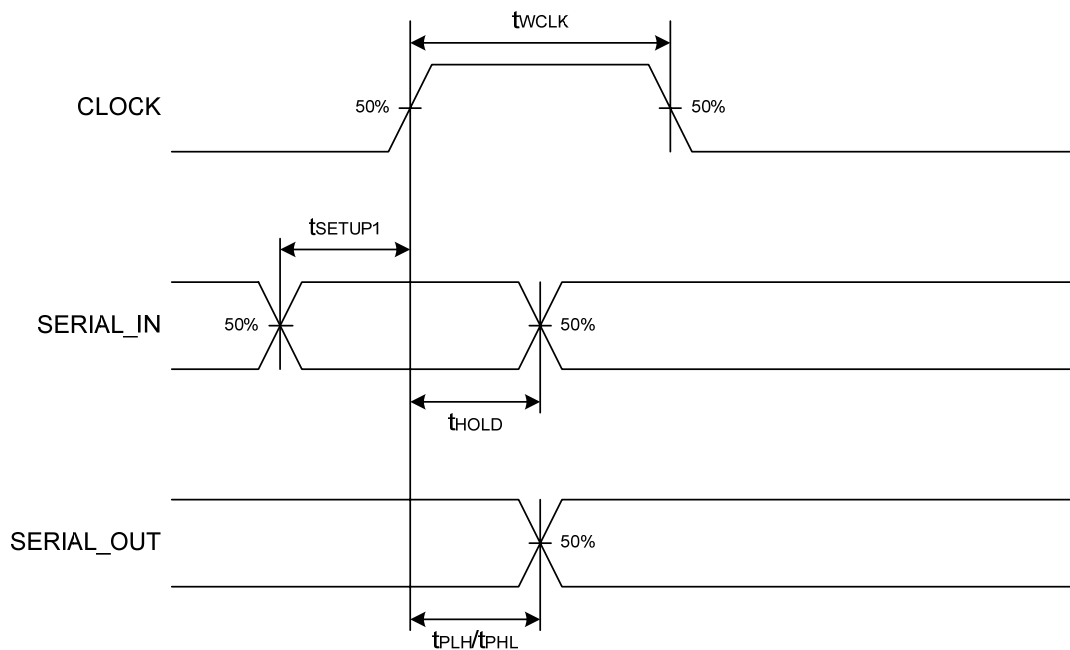 tWCLK
CLOCK
50%
50%
tSETUP1
SERIAL_IN
50%
50%
tHOLD
SERIAL_OUT
50%
tPLH/tPHL